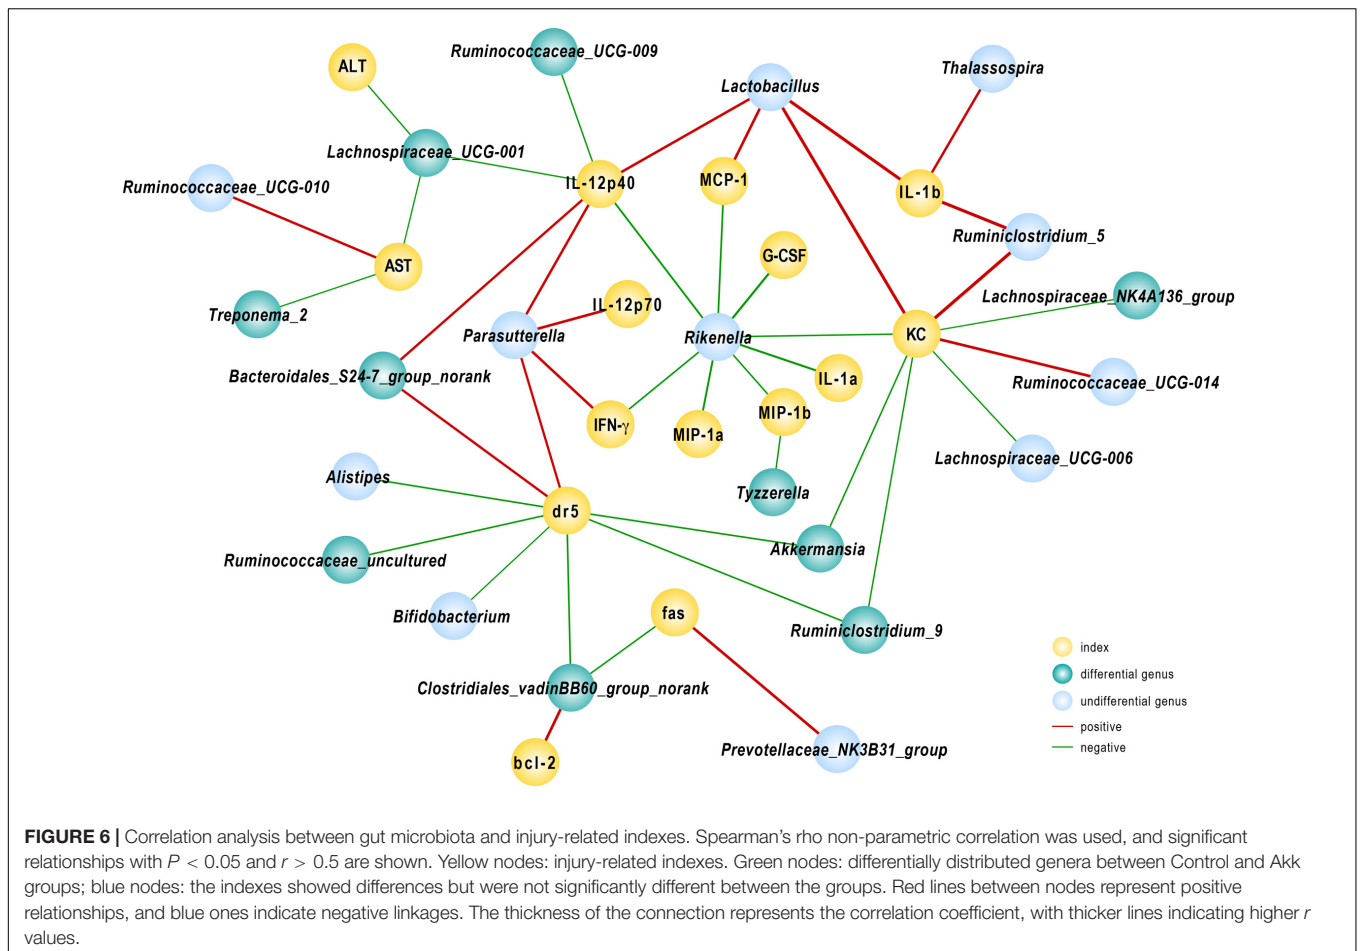 Ruminococcaceae_UCG-009
ALT
Lactobacillus
Thalassospira
Lachnospiraceae_UCG-001
Ruminococcaceae_UCG-010
IL-12p40
MCP-1
IL-1b
Ruminiclostridium_5
AST
G-CSF
Lachnospiraceae_NK4A136_group
Treponema_2
IL-12p70
Parasutterella
Rikenella
KC
Bacteroidales_S24-7_group_norank
IL-1a
Ruminococcaceae_UCG-014
IFN-γ
MIP-1a
MIP-1b
Lachnospiraceae_UCG-006
Alistipes
Tyzzerella
dr5
Akkermansia
Ruminococcaceae_uncultured
Bifidobacterium
fas
Ruminiclostridium_9
Clostridiales_vadinBB60_group_norank
Prevotellaceae_NK3B31_group
bcl-2
index
differential genus
undifferential genus
positive
negative
FIGURE 6 | Correlation analysis between gut microbiota and injury-related indexes. Spearman's rho non-parametric correlation was used, and significant
relationships with P < 0.05 and r > 0.5 are shown. Yellow nodes: injury-related indexes. Green nodes: differentially distributed genera between Control and Akk
groups; blue nodes: the indexes showed differences but were not significantly different between the groups. Red lines between nodes represent positive
relationships, and blue ones indicate negative linkages. The thickness of the connection represents the correlation coefficient, with thicker lines indicating higher r
values.